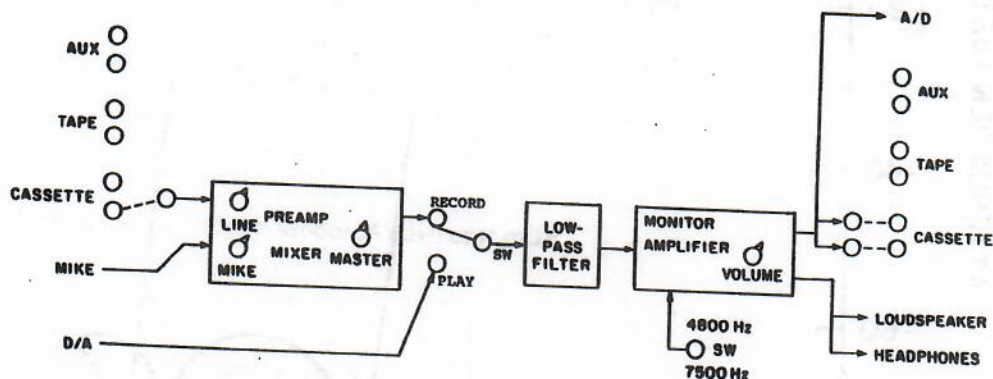 AUX
TAPE
CASSETTE
MIKE
D/A
LINE
PREAMP
MIKE
MIXER
MASTER
RECORD
SW
PLAY
LOW-
PASS
FILTER
MONITOR
AMPLIFIER
VOLUME
4800 Hz
SW
7500 Hz
A/D
AUX
TAPE
CASSETTE
LOUDSPEAKER
HEADPHONES